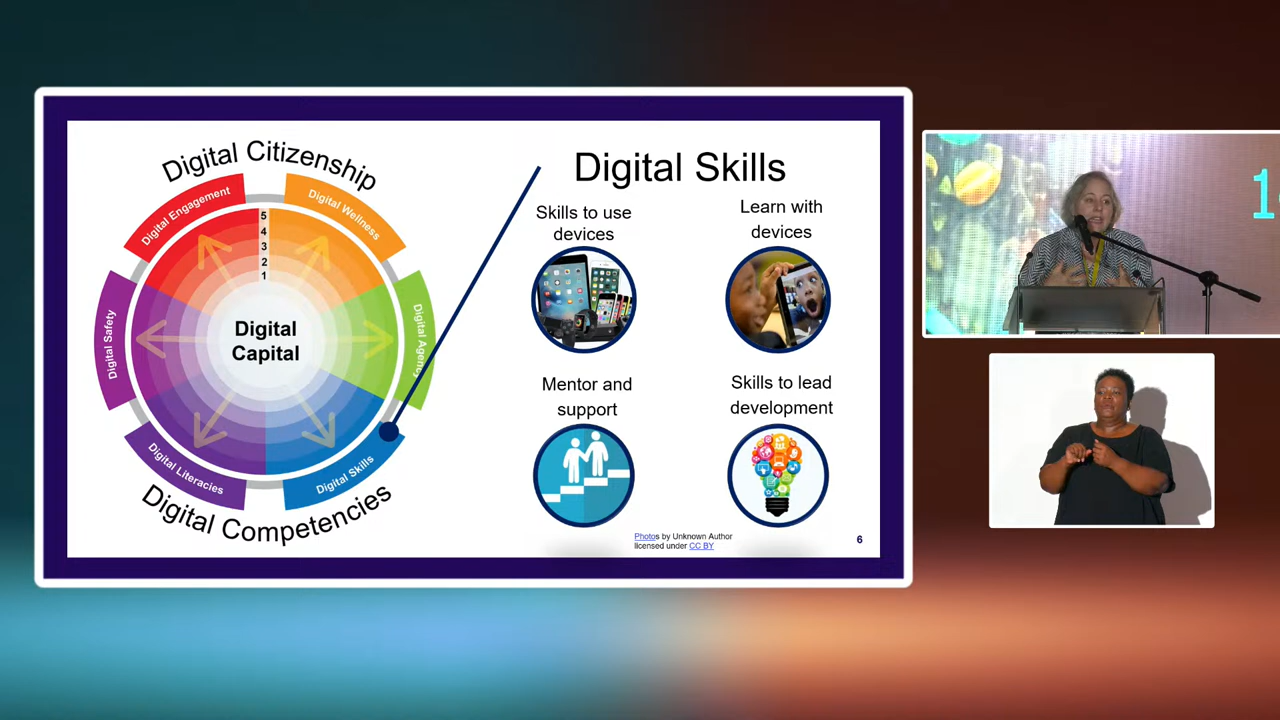 Digital Citizenship
Digital Engagement
Digital Wellness
Digital Safety
Digital Agency
Digital Literacies
Digital Skills
5
4
3
2
1
Digital
Capital
Digital Competencies
Digital Skills
Skills to use
devices
Learn with
devices
Mentor and
support
Skills to lead
development
Photos by Unknown Author
licensed under CC BY
6
1